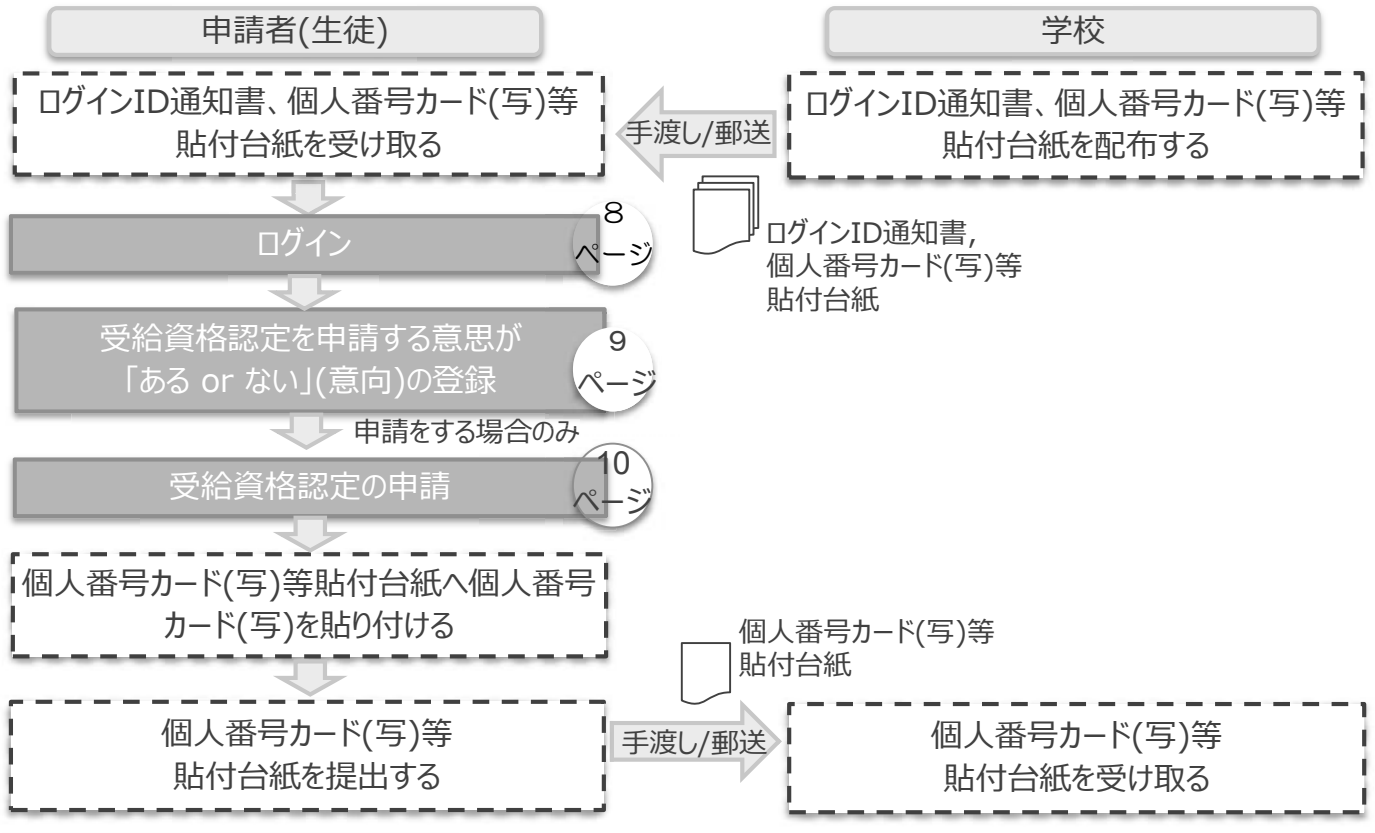 申請者(生徒)
学校
ログインID通知書、個人番号カード(写)等
貼付台紙を受け取る
手渡し/郵送
ログインID通知書、個人番号カード(写)等
貼付台紙を配布する
ログインID通知書,
個人番号カード(写)等
貼付台紙
ログイン
8
ページ
受給資格認定を申請する意思が
「ある or ない」(意向)の登録
9
ページ
申請をする場合のみ
受給資格認定の申請
10
ページ
個人番号カード(写)等貼付台紙へ個人番号
カード(写)を貼り付ける
個人番号カード(写)等
貼付台紙
個人番号カード(写)等
貼付台紙を提出する
手渡し/郵送
個人番号カード(写)等
貼付台紙を受け取る